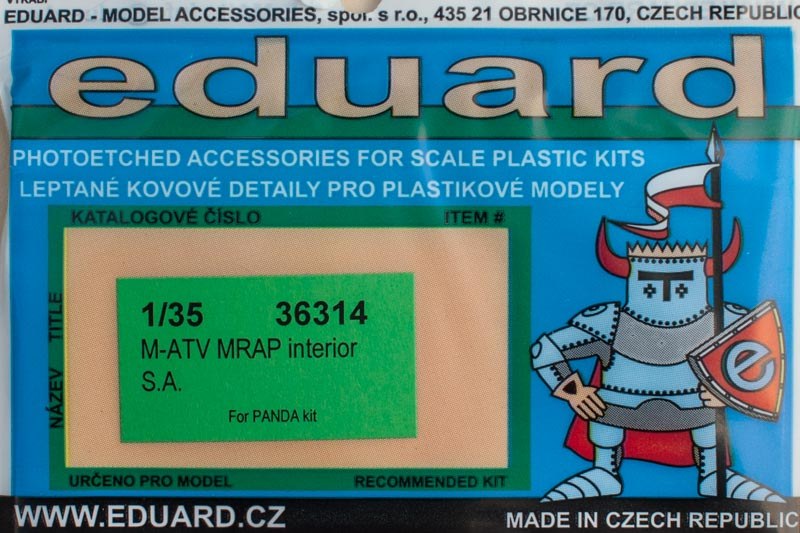 VYRÁBÍ
EDUARD - MODEL ACCESSORIES, spol. s r.o., 435 21 OBRNICE 170, CZECH REPUBLIC
eduard
PHOTOETCHED ACCESSORIES FOR SCALE PLASTIC KITS
LEPTANÉ KOVOVÉ DETAILY PRO PLASTIKOVÉ MODELY
KATALOGOVÉ ČÍSLO ITEM #
NÁZEV TITLE
1/35 36314
M-ATV MRAP interior
S.A.
For PANDA kit
e
URČENO PRO MODEL RECOMMENDED KIT
WWW.EDUARD.CZ MADE IN CZECH REPUBLIC